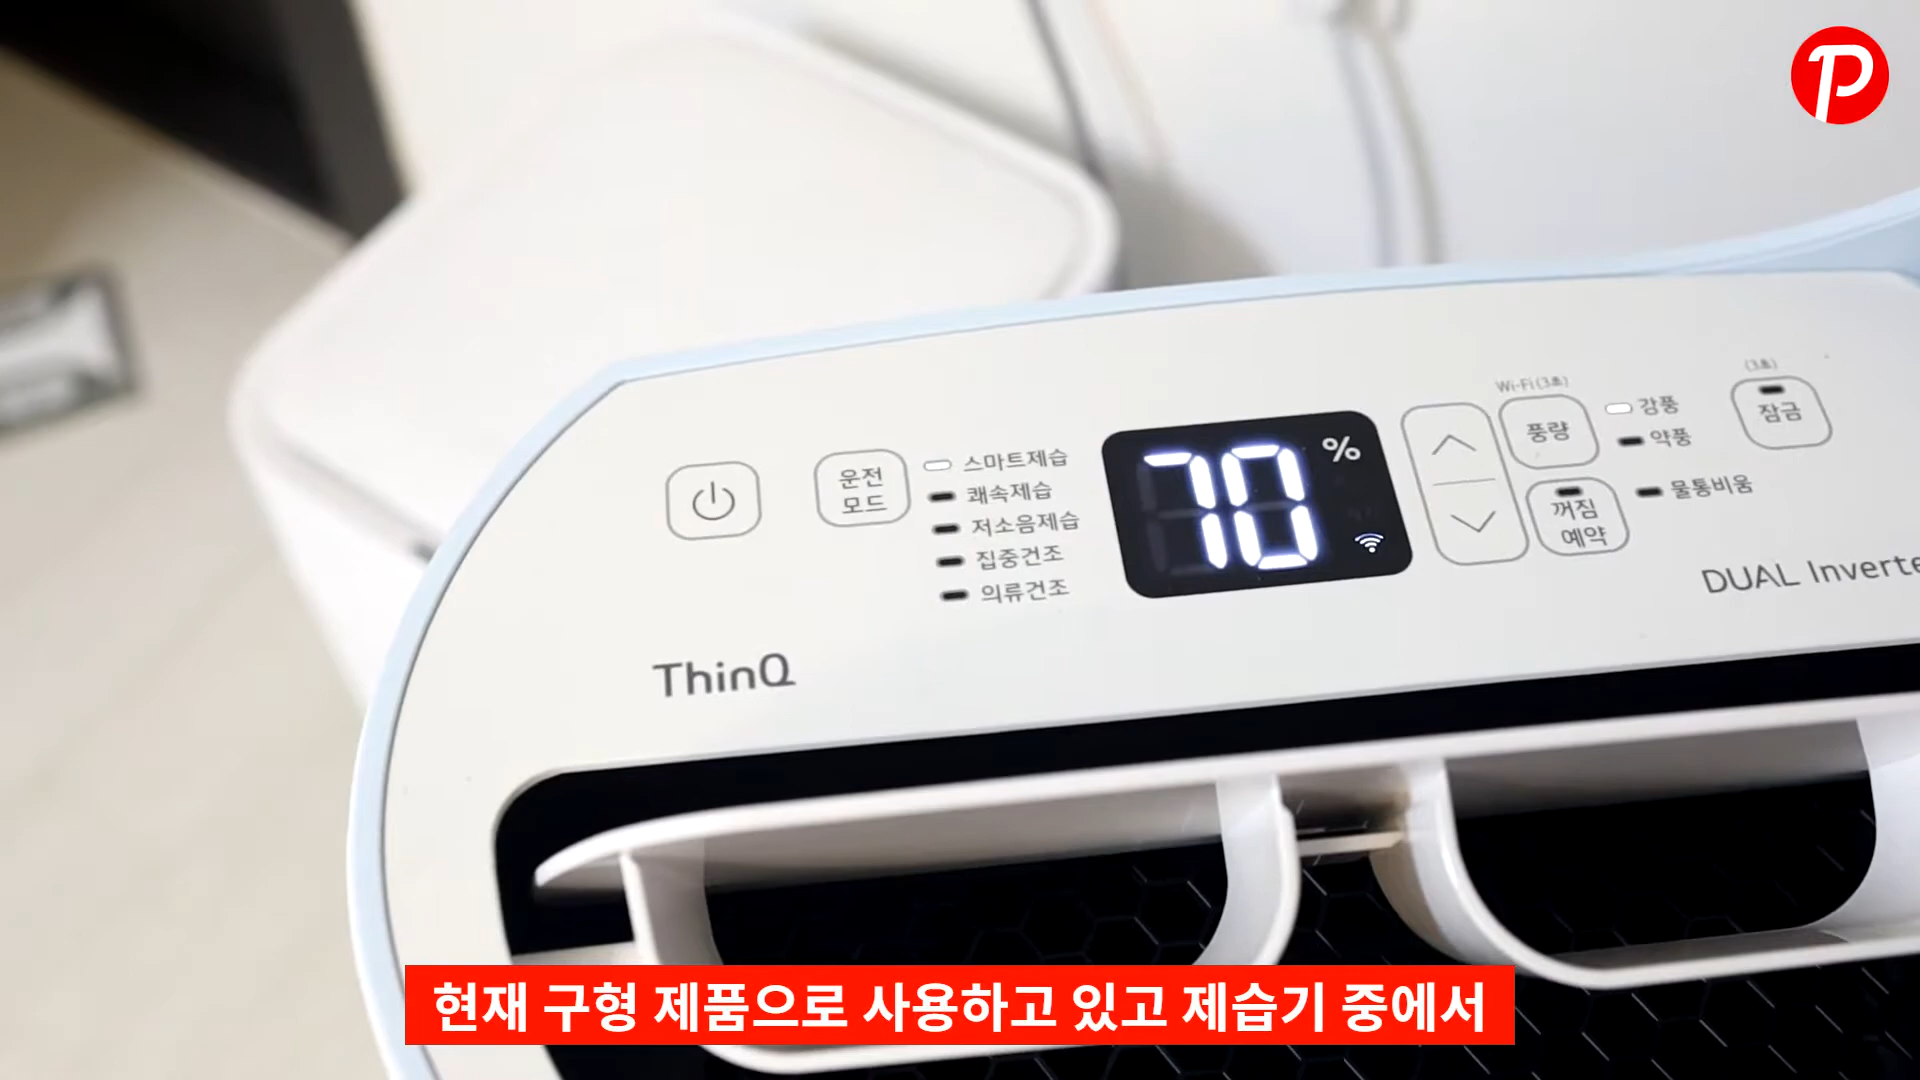 Wi-Fi (3초)
(3초)
운전
모드
스마트제습
쾌속제습
저소음제습
집중건조
의류건조
70 %
풍량
강풍
약풍
잠금
꺼짐
예약
물통비움
DUAL Inverte
ThinQ
현재 구형 제품으로 사용하고 있고 제습기 중에서